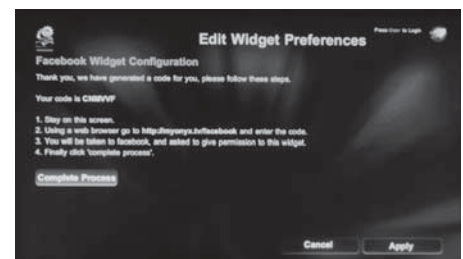 Edit Widget Preferences
Facebook Widget Configuration
Thank you, we have generated a code for you, please follow these steps.
Your code is
1. Stay on this screen.
2. Using a web browser go to http://myonyx.tv/facebook and enter the code.
3. You will be taken to facebook, and asked to give permission to this widget.
4. Finally click 'complete process'.
Complete Process
Cancel
Apply